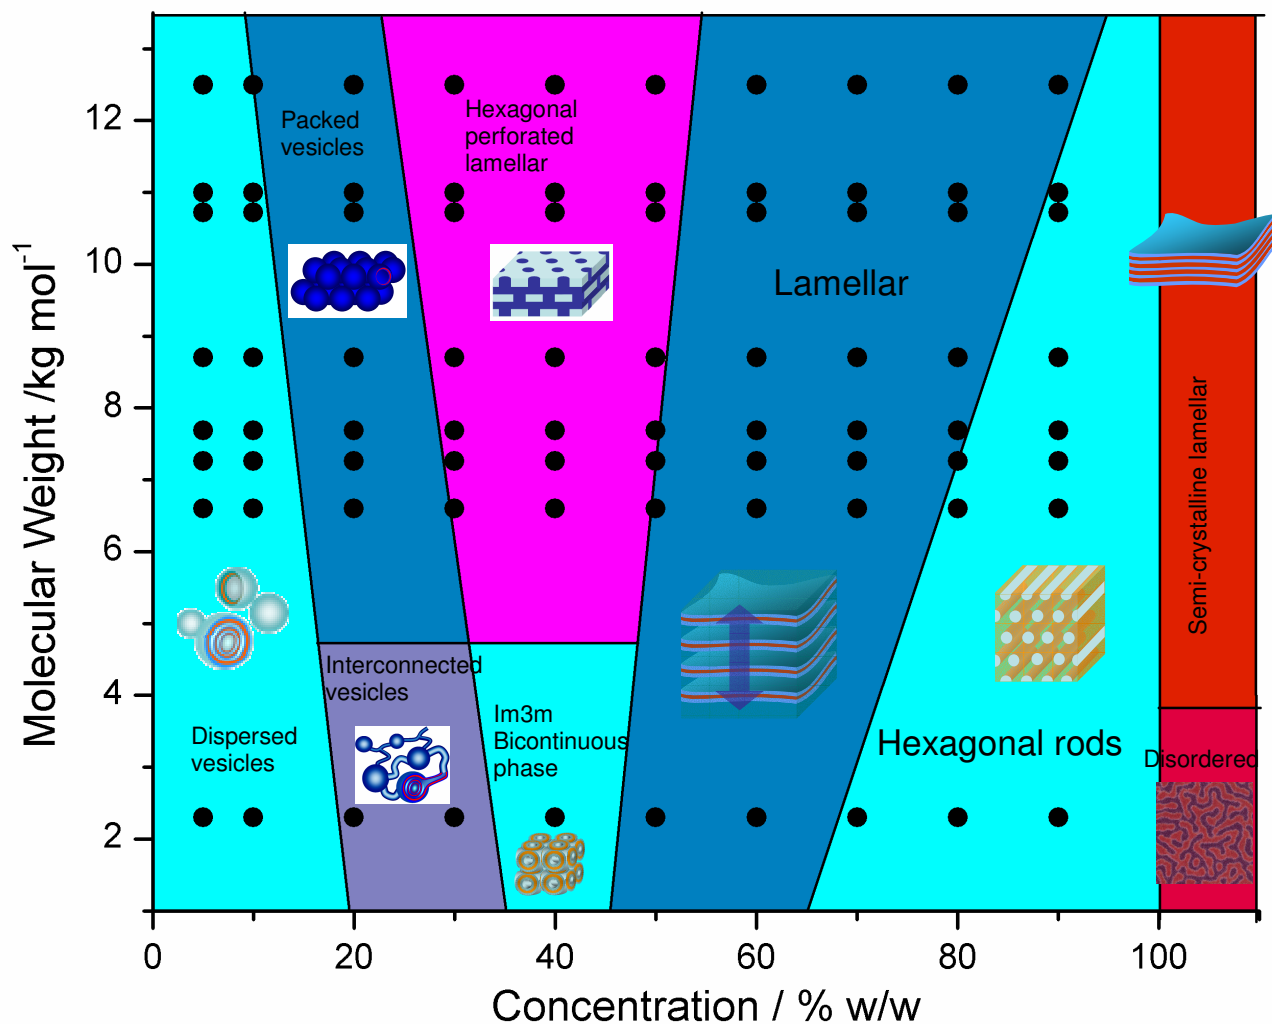 Molecular Weight /kg mol⁻¹
12
10
8
6
4
2
0
20
40
60
80
100
Concentration / % w/w
Packed
vesicles
Hexagonal
perforated
lamellar
Lamellar
Semi-crystalline lamellar
Interconnected
vesicles
Dispersed
vesicles
Im3m
Bicontinuous
phase
Hexagonal rods
Disordered